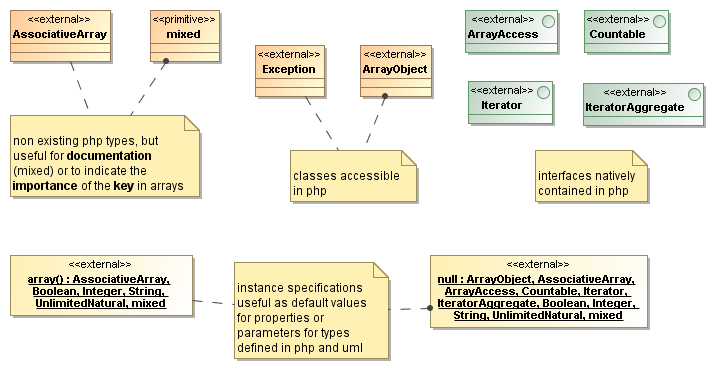 <<external>>
AssociativeArray
<<primitive>>
mixed
<<external>>
Exception
<<external>>
ArrayObject
<<external>>
ArrayAccess
<<external>>
Countable
<<external>>
Iterator
<<external>>
IteratorAggregate
non existing php types, but
useful for documentation
(mixed) or to indicate the
importance of the key in arrays
classes accessible
in php
interfaces natively
contained in php
<<external>>
array() : AssociativeArray,
Boolean, Integer, String,
UnlimitedNatural, mixed
instance specifications
useful as default values
for properties or
parameters for types
defined in php and uml
<<external>>
null : ArrayObject, AssociativeArray,
ArrayAccess, Countable, Iterator,
IteratorAggregate, Boolean, Integer,
String, UnlimitedNatural, mixed